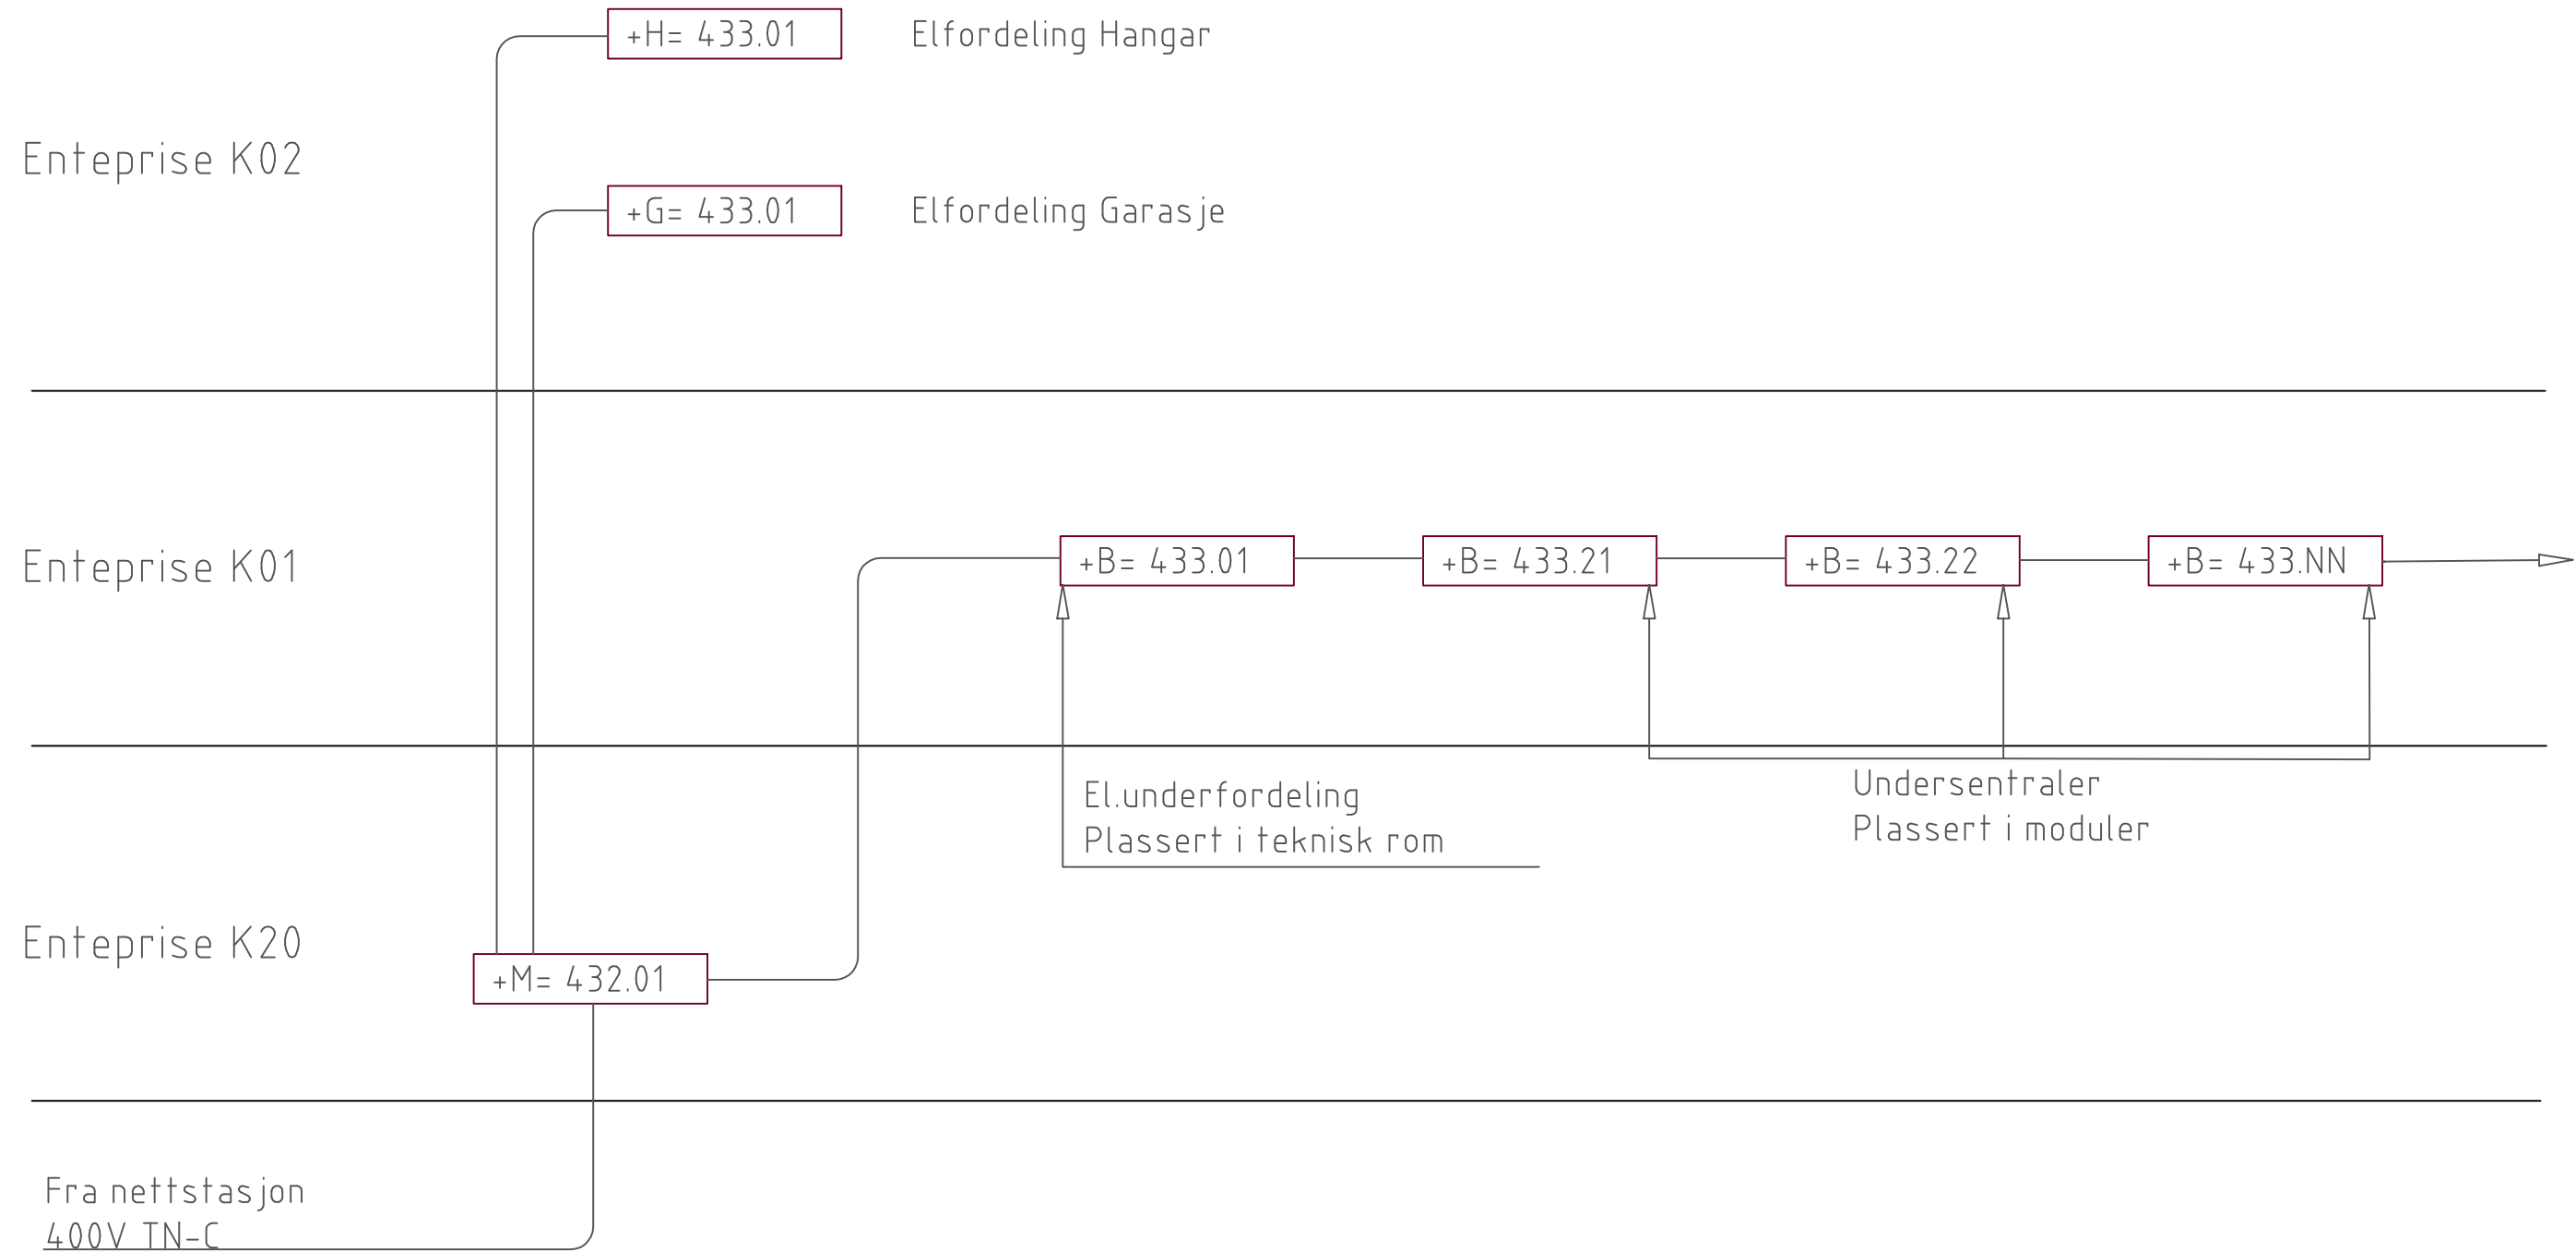 +H= 433.01
Elfordeling Hangar
Enteprise K02
+G= 433.01
Elfordeling Garasje
Enteprise K01
+B= 433.01
+B= 433.21
+B= 433.22
+B= 433.NN
El.underfordeling
Plassert i teknisk rom
Undersentraler
Plassert i moduler
Enteprise K20
+M= 432.01
Fra nettstasjon
400V TN-C